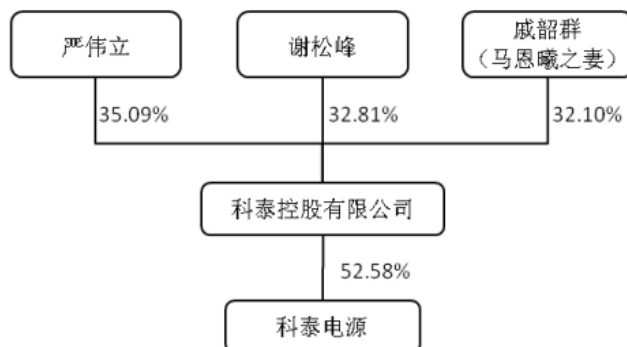 严伟立
谢松峰
戚韶群
（马恩曦之妻）
35.09%
32.81%
32.10%
科泰控股有限公司
52.58%
科泰电源